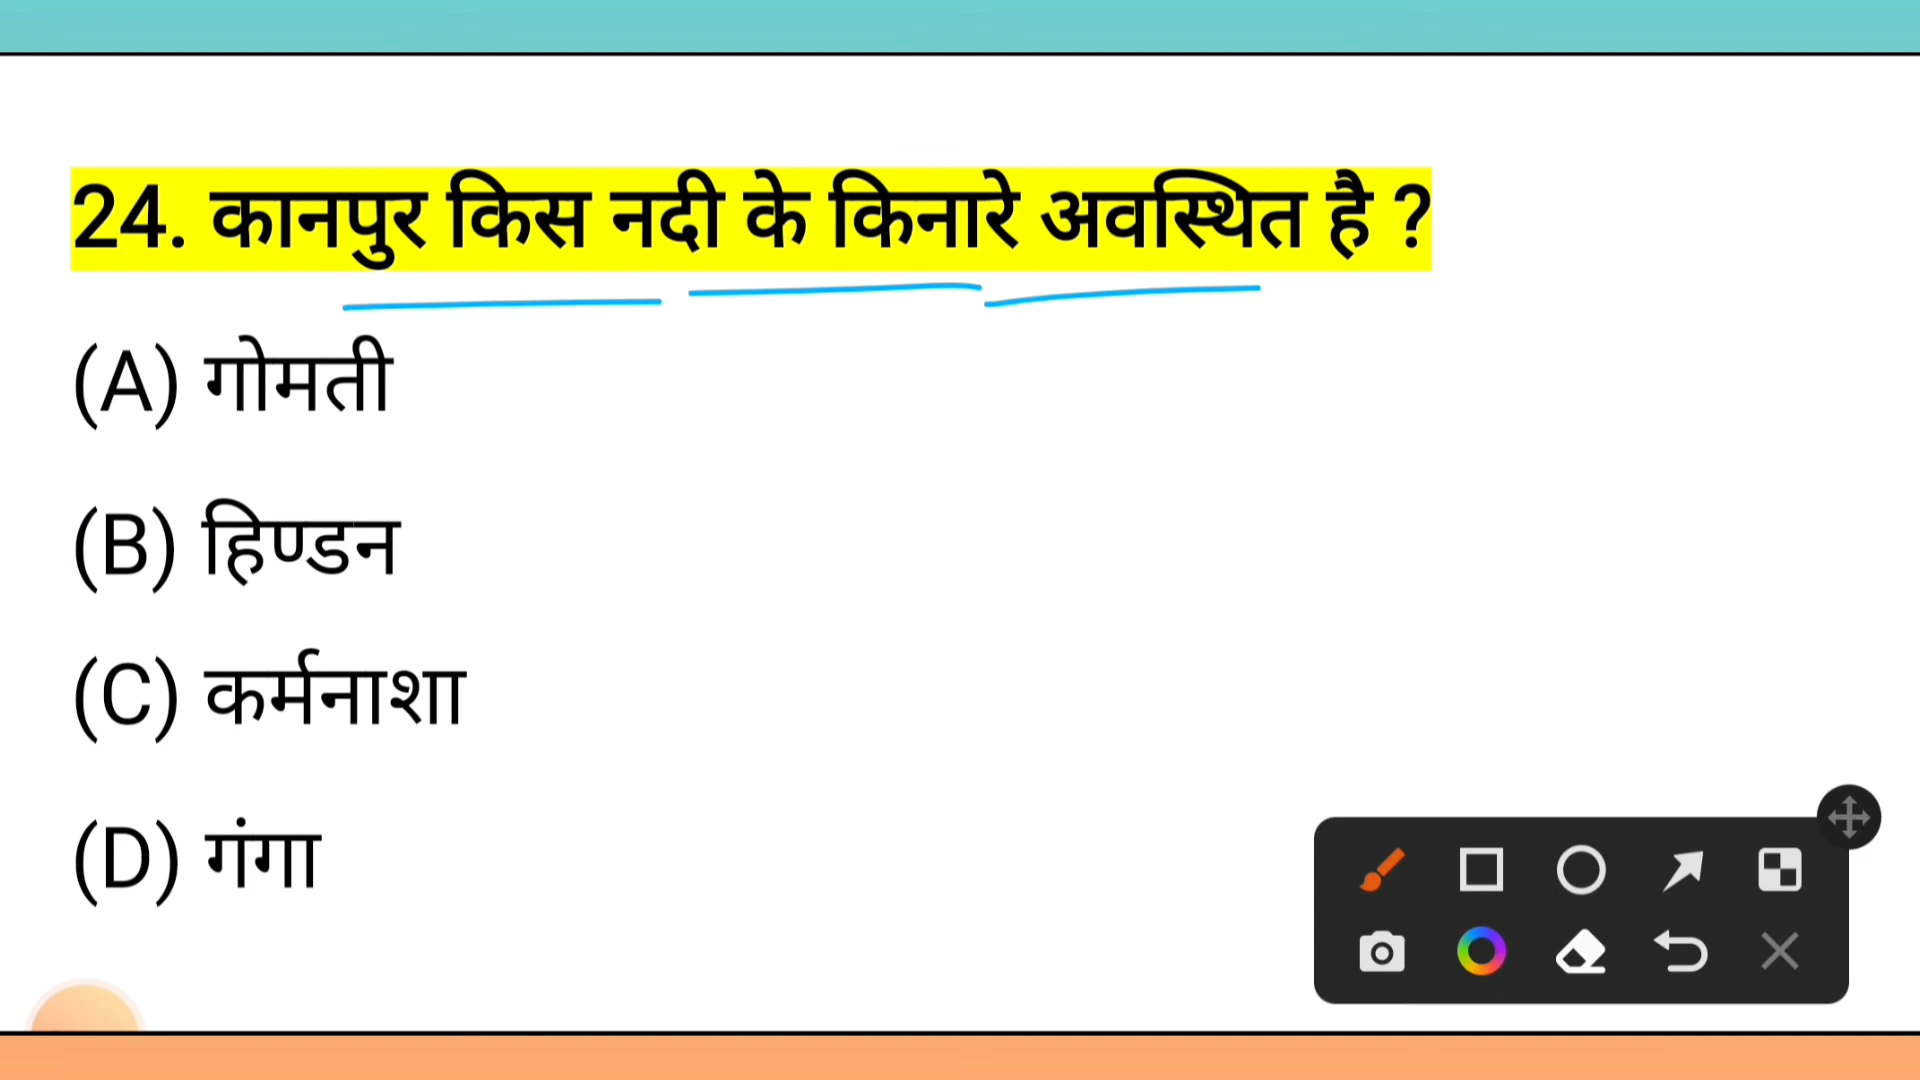 24. कानपुर किस नदी के किनारे अवस्थित है ?
(A) गोमती
(B) हिण्डन
(C) कर्मनाशा
(D) गंगा